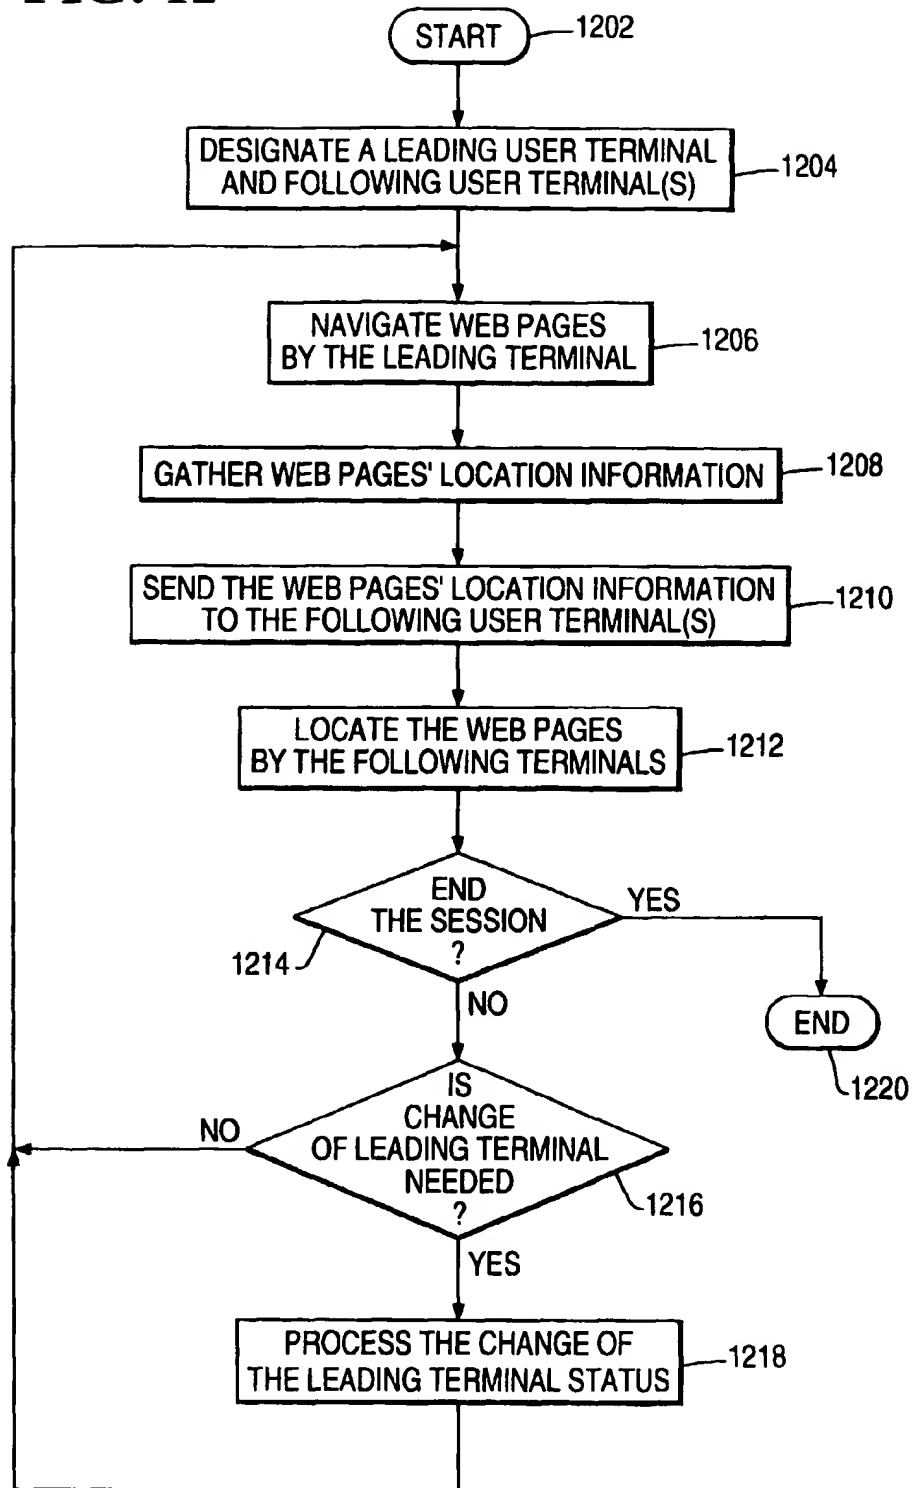 START
1202
DESIGNATE A LEADING USER TERMINAL
AND FOLLOWING USER TERMINAL(S)
1204
NAVIGATE WEB PAGES
BY THE LEADING TERMINAL
1206
GATHER WEB PAGES' LOCATION INFORMATION
1208
SEND THE WEB PAGES' LOCATION INFORMATION
TO THE FOLLOWING USER TERMINAL(S)
1210
LOCATE THE WEB PAGES
BY THE FOLLOWING TERMINALS
1212
END
THE SESSION
?
YES
1214
NO
END
1220
IS
CHANGE
OF LEADING TERMINAL
NEEDED
?
NO
1216
YES
PROCESS THE CHANGE OF
THE LEADING TERMINAL STATUS
1218